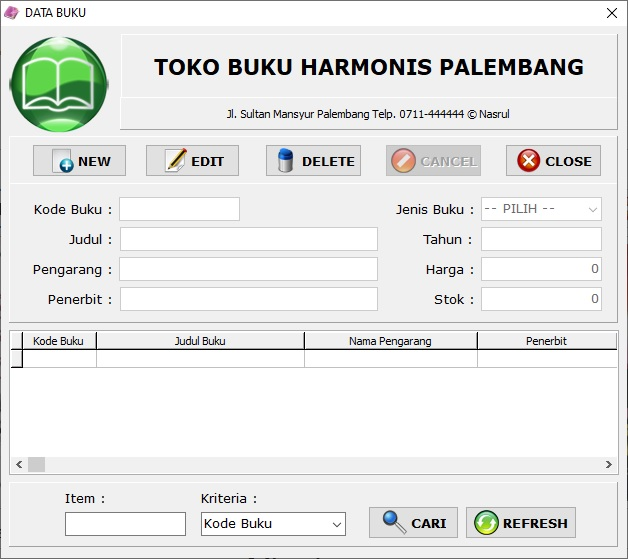 DATA BUKU
TOKO BUKU HARMONIS PALEMBANG
Jl. Sultan Mansyur Palembang Telp. 0711-444444 © Nasrul
NEW EDIT DELETE CANCEL CLOSE
Kode Buku : Jenis Buku : -- PILIH --
Judul : Tahun :
Pengarang : Harga : 0
Penerbit : Stok : 0
Kode Buku Judul Buku Nama Pengarang Penerbit
Item : Kriteria :
Kode Buku CARI REFRESH